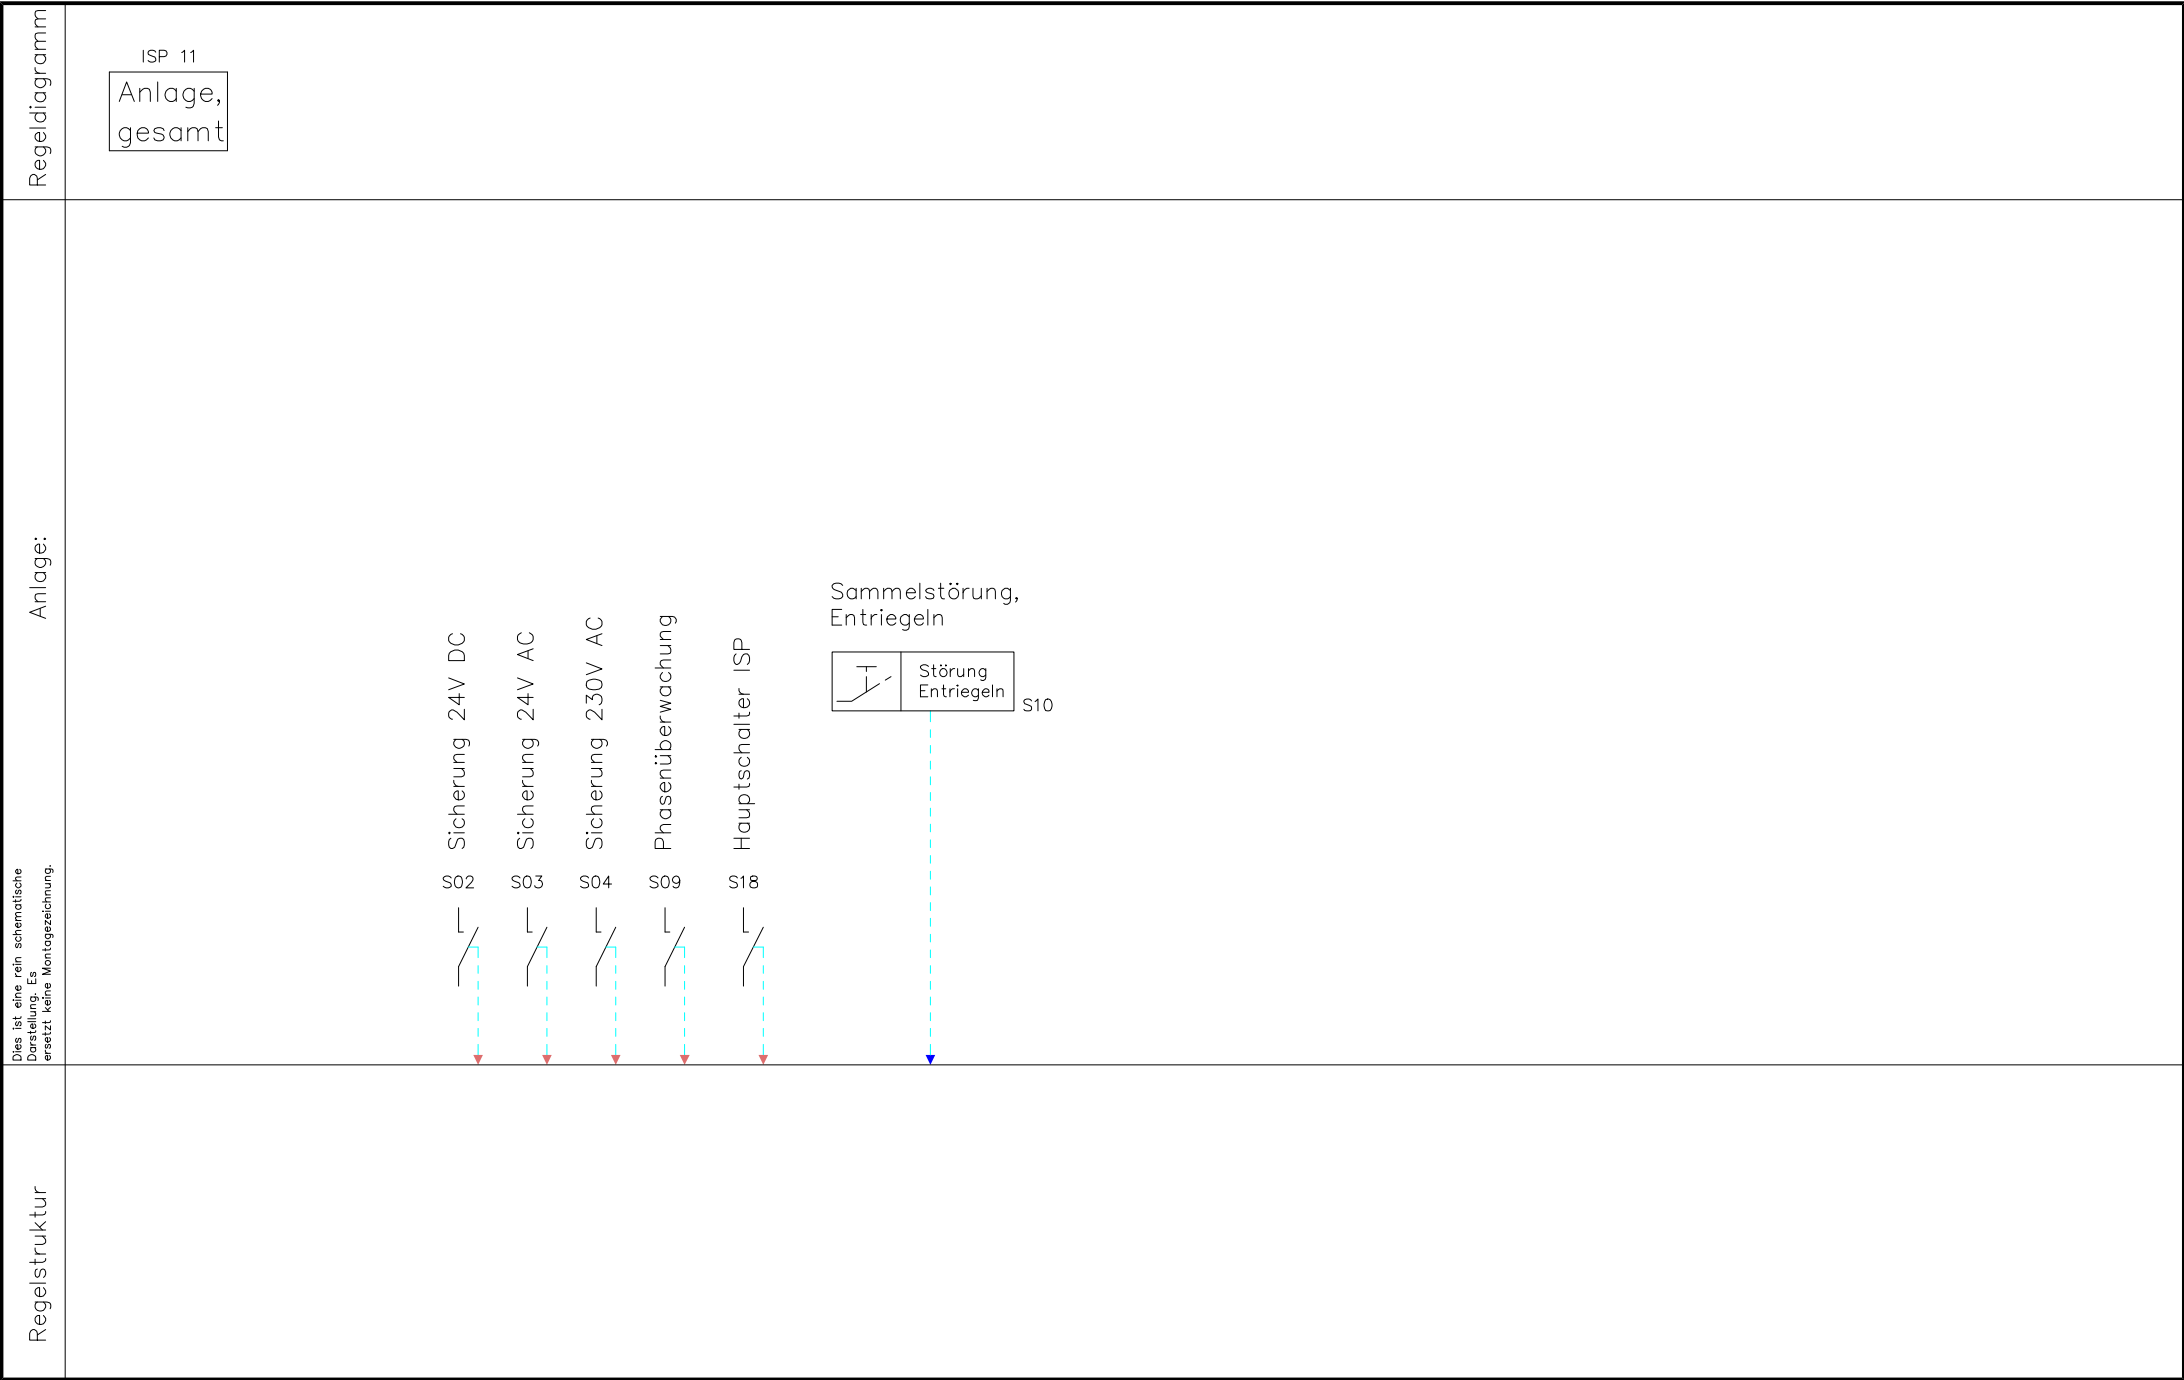 Regeldiagramm
ISP 11
Anlage,
gesamt
Anlage:
Sammelstörung,
Entriegeln
Störung
Entriegeln
S10
Sicherung 24V DC
Sicherung 24V AC
Sicherung 230V AC
Phasenüberwachung
Hauptschalter ISP
S02
S03
S04
S09
S18
Dies ist eine rein schematische
Darstellung. Es
ersetzt keine Montagezeichnung.
Regelstruktur